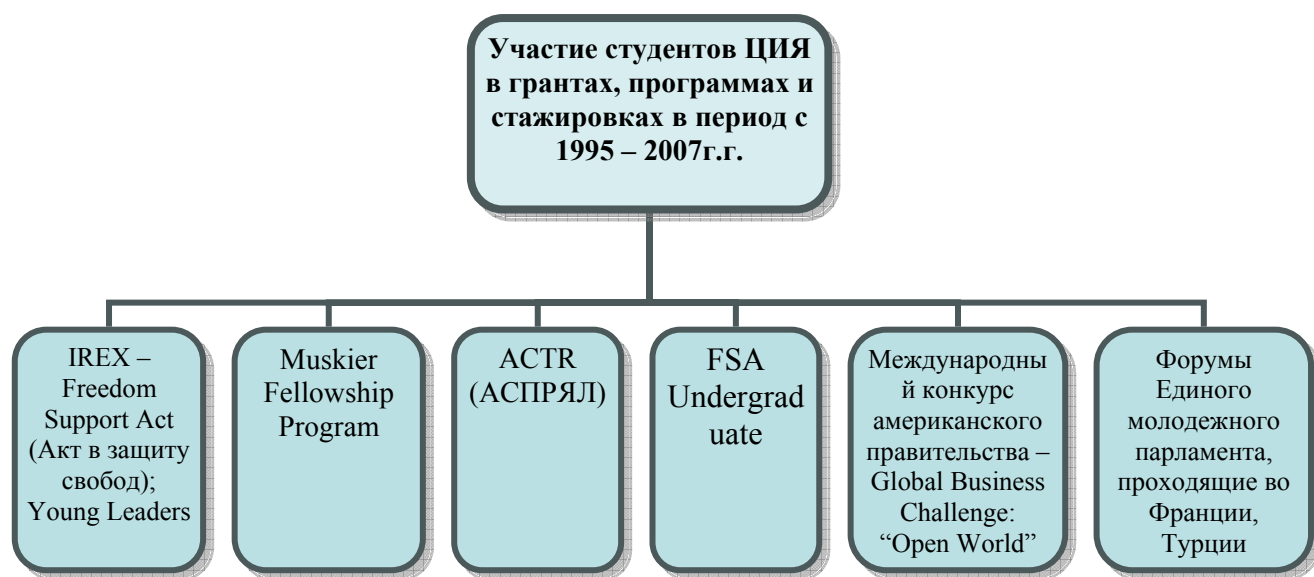 Участие студентов ЦИЯ
в грантах, программах и
стажировках в период с
1995 – 2007г.г.
IREX –
Freedom
Support Act
(Акт в защиту
свобод);
Young Leaders
Muskier
Fellowship
Program
ACTR
(АСПРЯЛ)
FSA
Undergrad
uate
Международны
й конкурс
американского
правительства –
Global Business
Challenge:
“Open World”
Форумы
Единого
молодежного
парламента,
проходящие во
Франции,
Турции